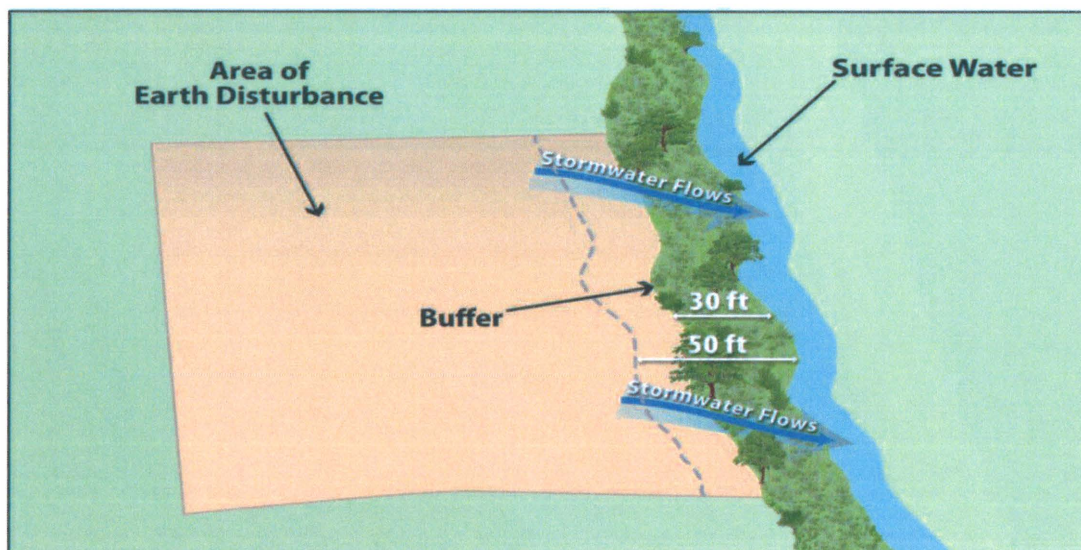 Area of
Earth Disturbance
Surface Water
Stormwater Flows
Buffer
30 ft
50 ft
Stormwater Flows